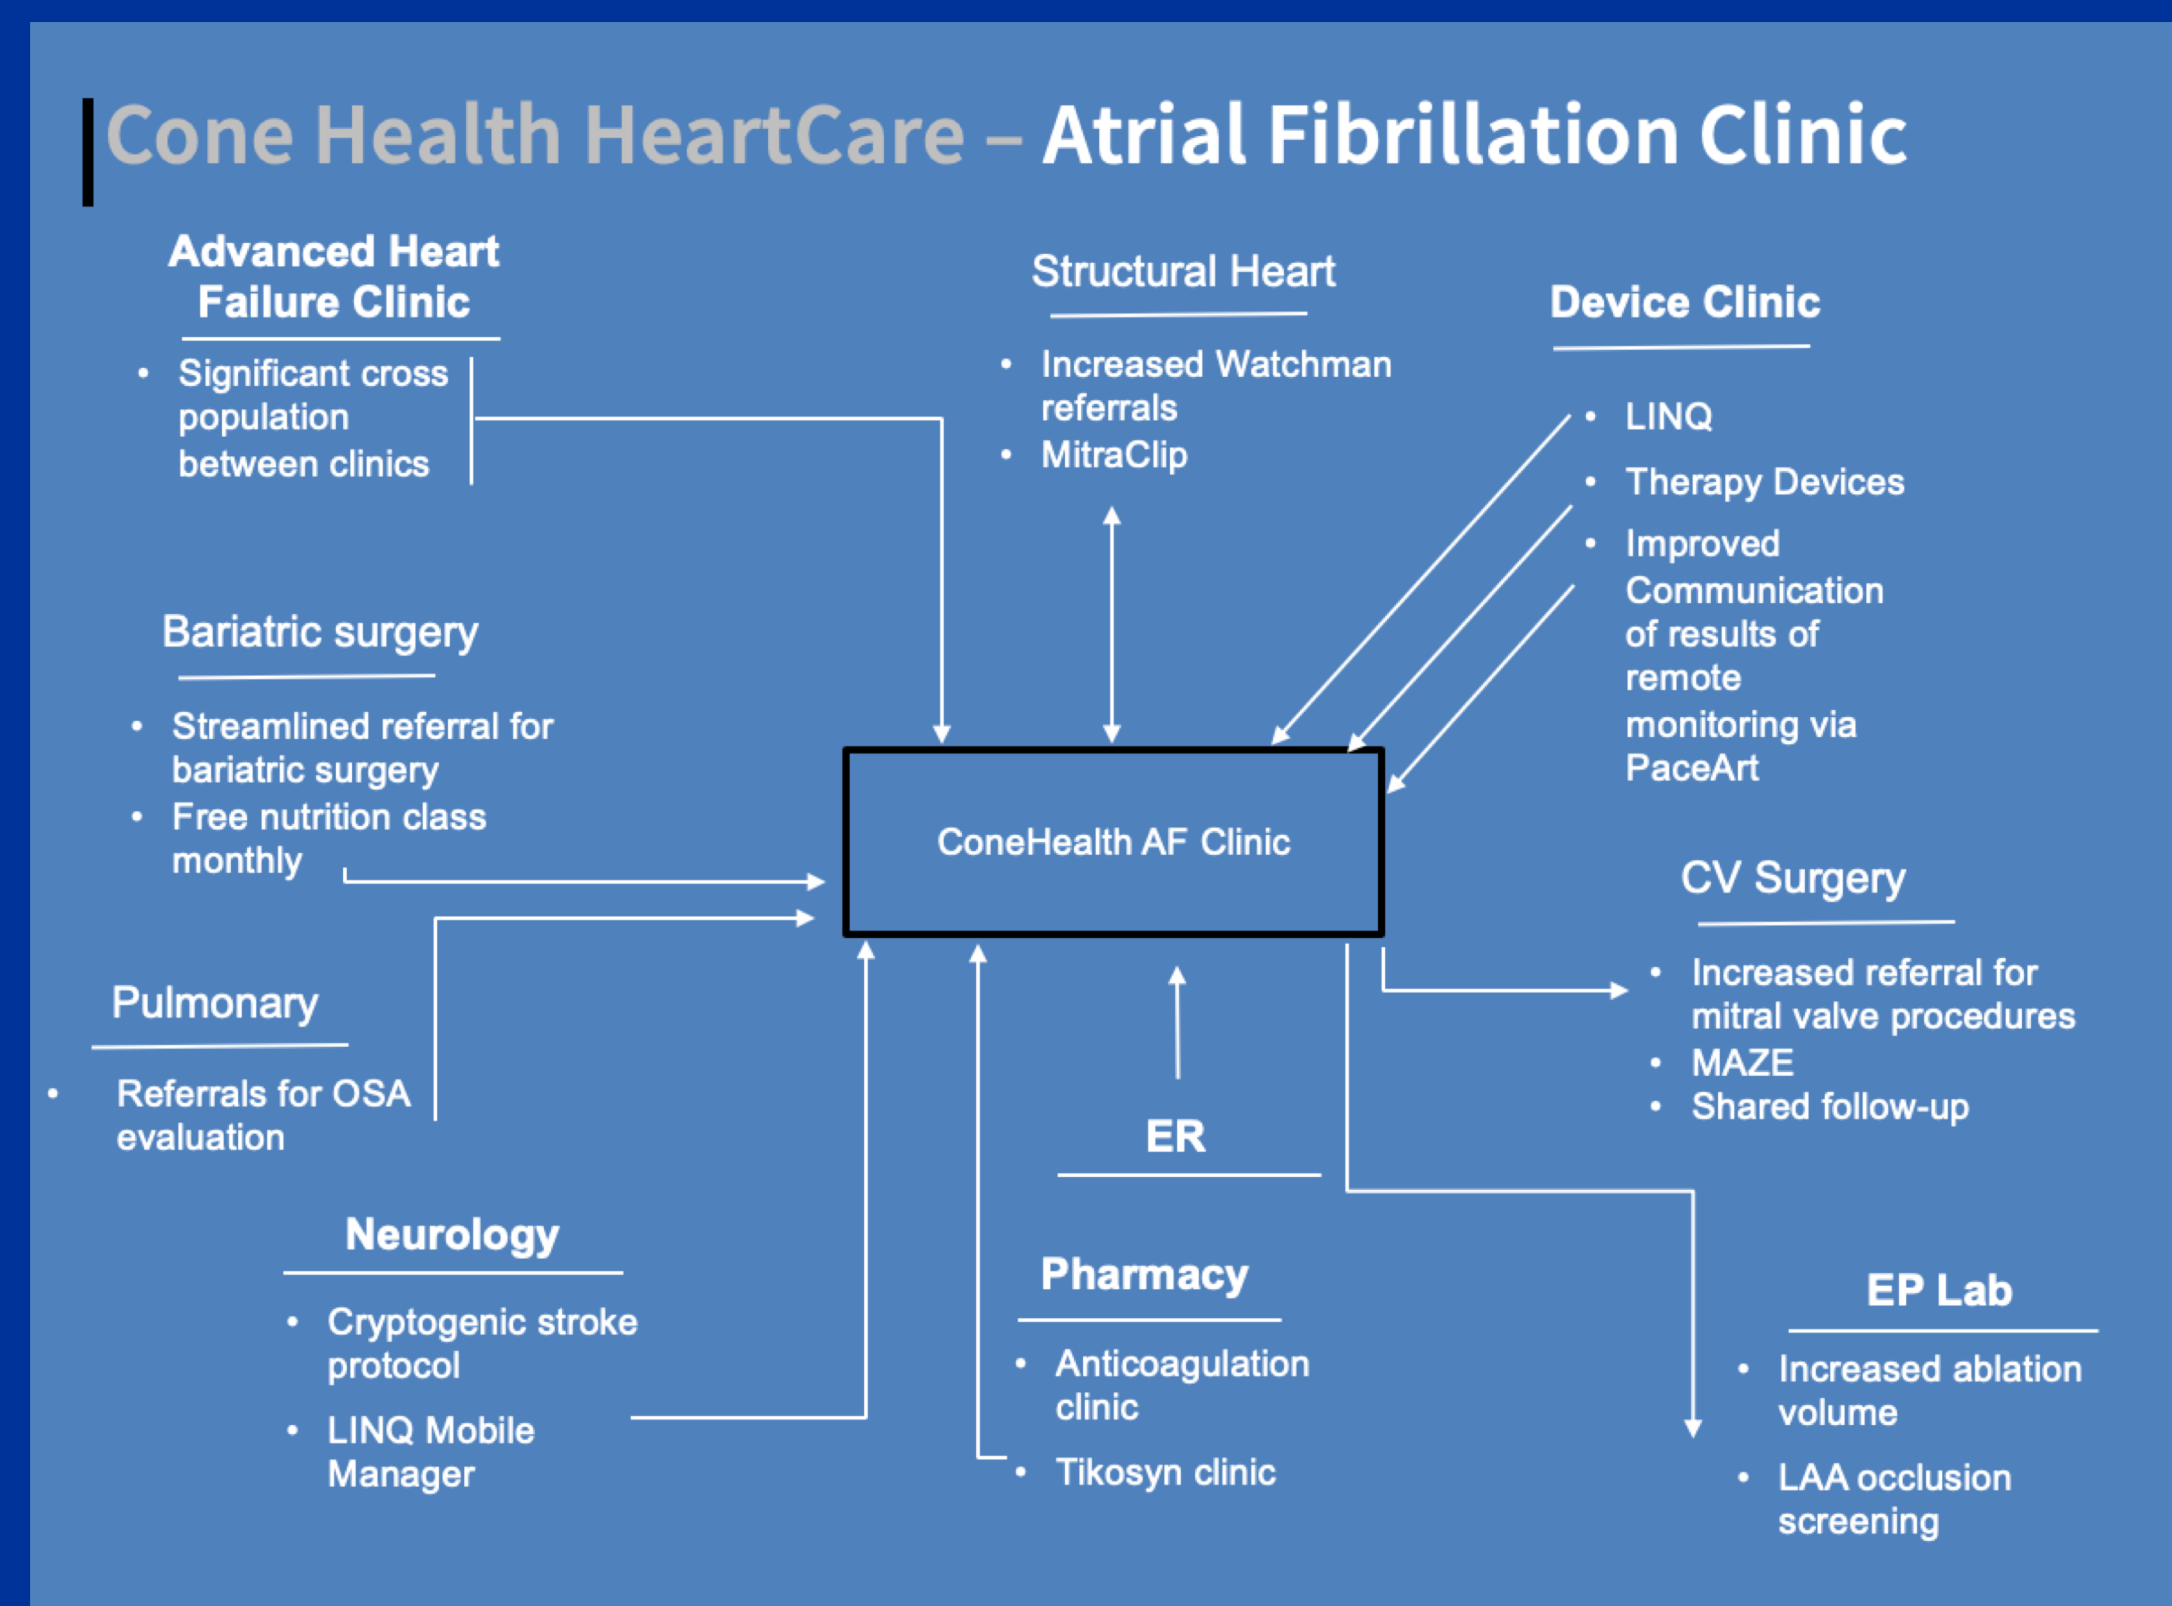 Cone Health HeartCare – Atrial Fibrillation Clinic
Advanced Heart
Failure Clinic
• Significant cross
population
between clinics
Structural Heart
• Increased Watchman
referrals
• MitraClip
Device Clinic
• LINQ
• Therapy Devices
• Improved
Communication
of results of
remote
monitoring via
PaceArt
Bariatric surgery
• Streamlined referral for
bariatric surgery
• Free nutrition class
monthly
ConeHealth AF Clinic
CV Surgery
• Increased referral for
mitral valve procedures
• MAZE
• Shared follow-up
Pulmonary
• Referrals for OSA
evaluation
ER
Neurology
• Cryptogenic stroke
protocol
• LINQ Mobile
Manager
Pharmacy
• Anticoagulation
clinic
• Tikosyn clinic
EP Lab
• Increased ablation
volume
• LAA occlusion
screening